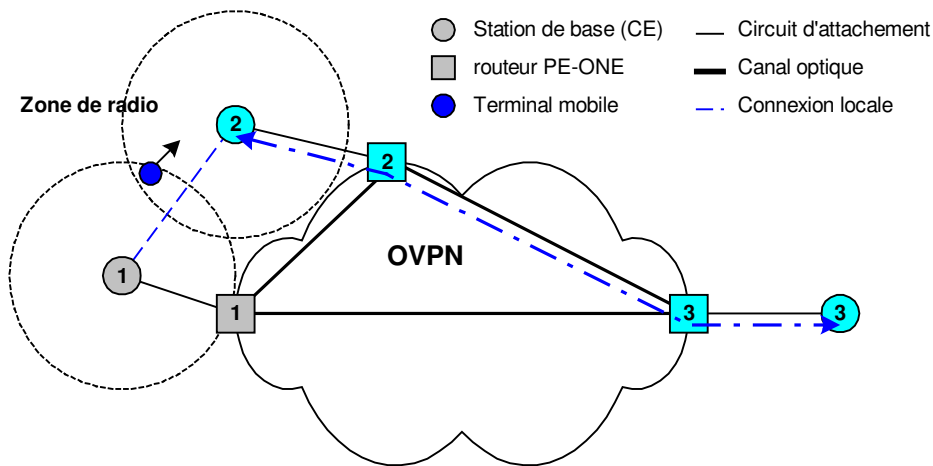 Station de base (CE)
Circuit d'attachement
routeur PE-ONE
Canal optique
Zone de radio
Terminal mobile
Connexion locale
2
2
1
OVPN
1
3
3